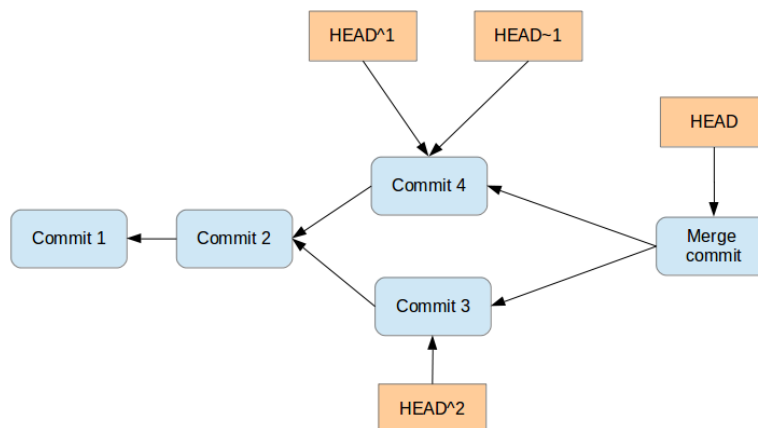 HEAD^1
HEAD~1
HEAD
Commit 4
Commit 1
Commit 2
Merge
commit
Commit 3
HEAD^2